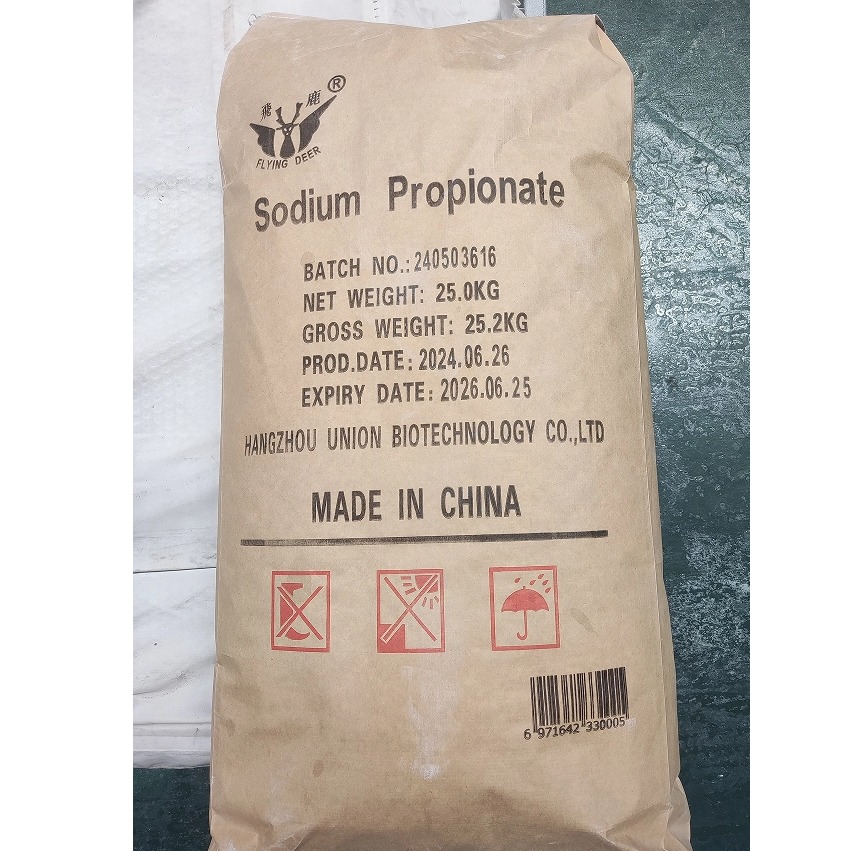 飛鹿®
FLYING DEER
Sodium Propionate
BATCH NO.:240503616
NET WEIGHT: 25.0KG
GROSS WEIGHT: 25.2KG
PROD.DATE: 2024.06.26
EXPIRY DATE: 2026.06.25
HANGZHOU UNION BIOTECHNOLOGY CO.,LTD
MADE IN CHINA
6 971642 330005